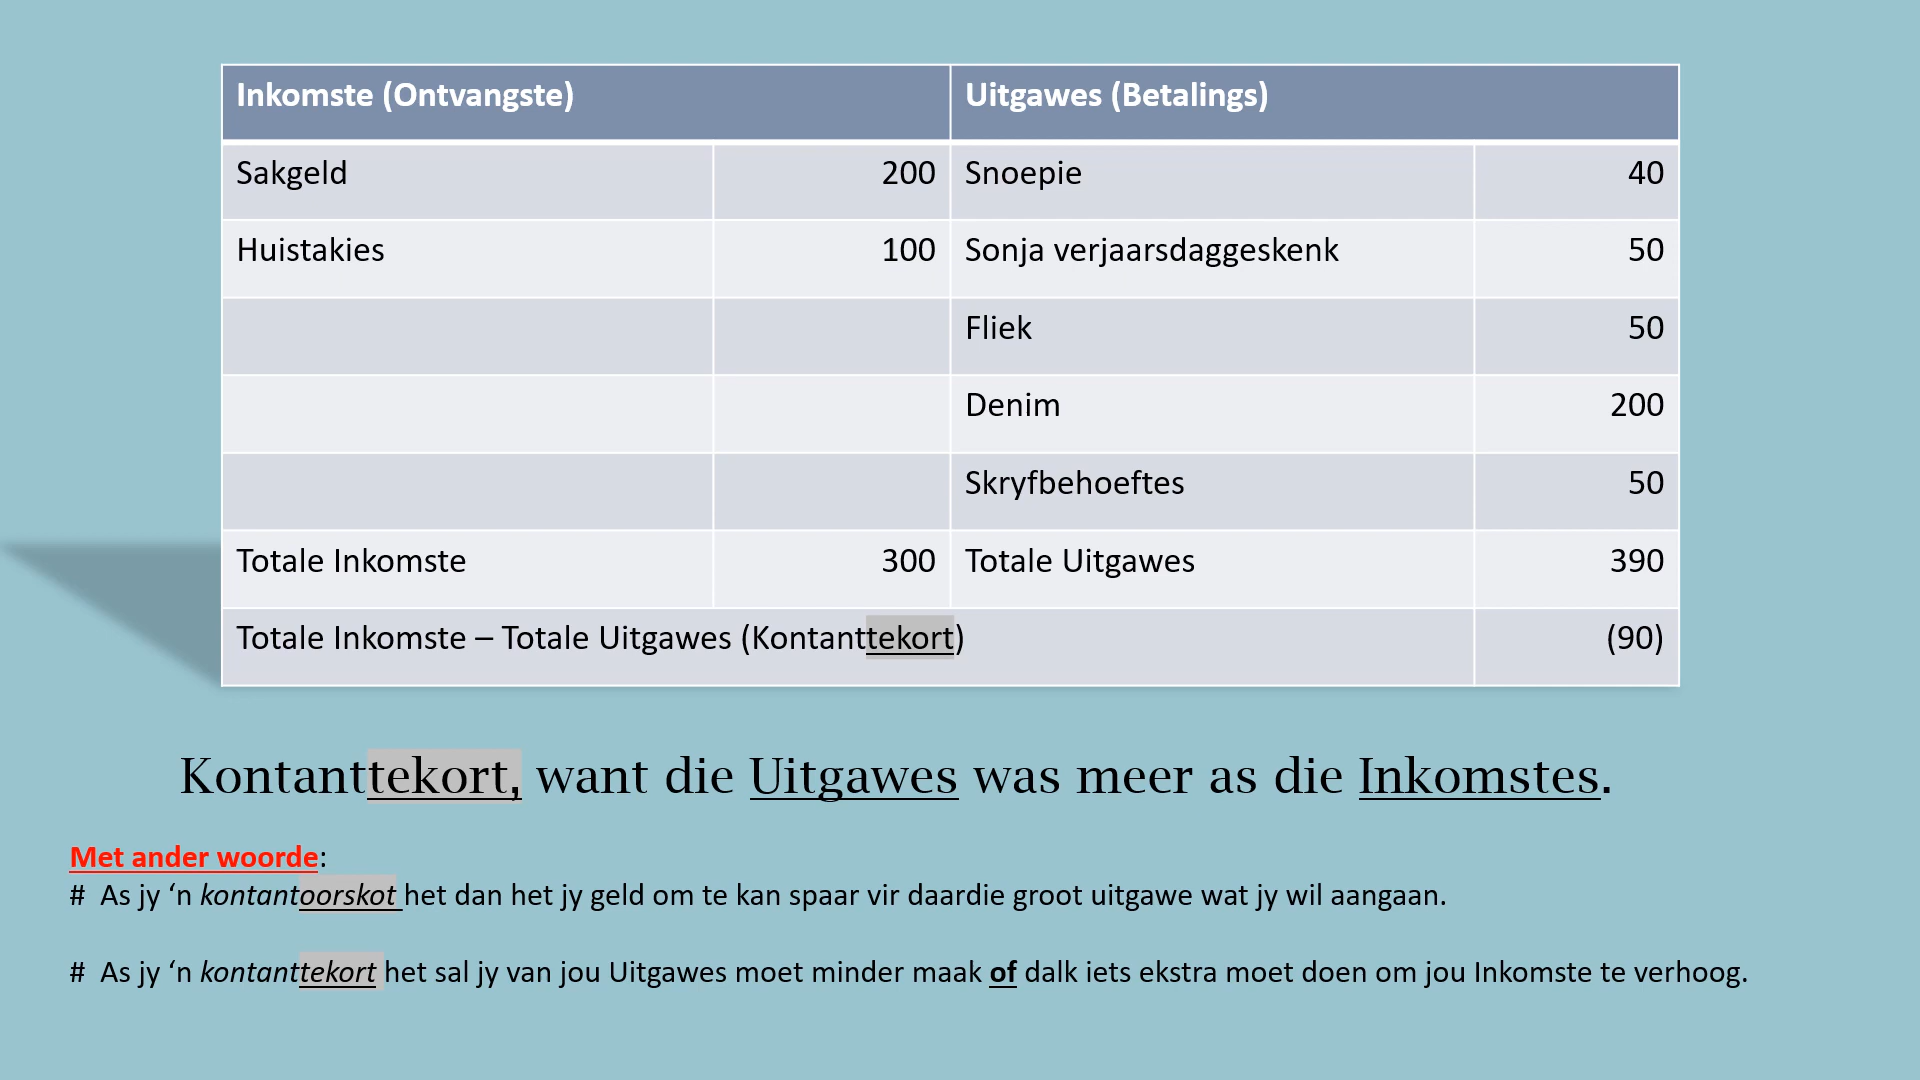 Inkomste (Ontvangste) Uitgawes (Betalings)
Sakgeld 200 Snoepie 40
Huistakies 100 Sonja verjaarsdaggeskenk 50
Fliek 50
Denim 200
Skryfbehoeftes 50
Totale Inkomste 300 Totale Uitgawes 390
Totale Inkomste – Totale Uitgawes (Kontanttekort) (90)
Kontanttekort, want die Uitgawes was meer as die Inkomstes.
Met ander woorde:
# As jy ‘n kontantoorskot het dan het jy geld om te kan spaar vir daardie groot uitgawe wat jy wil aangaan.
# As jy ‘n kontanttekort het sal jy van jou Uitgawes moet minder maak of dalk iets ekstra moet doen om jou Inkomste te verhoog.